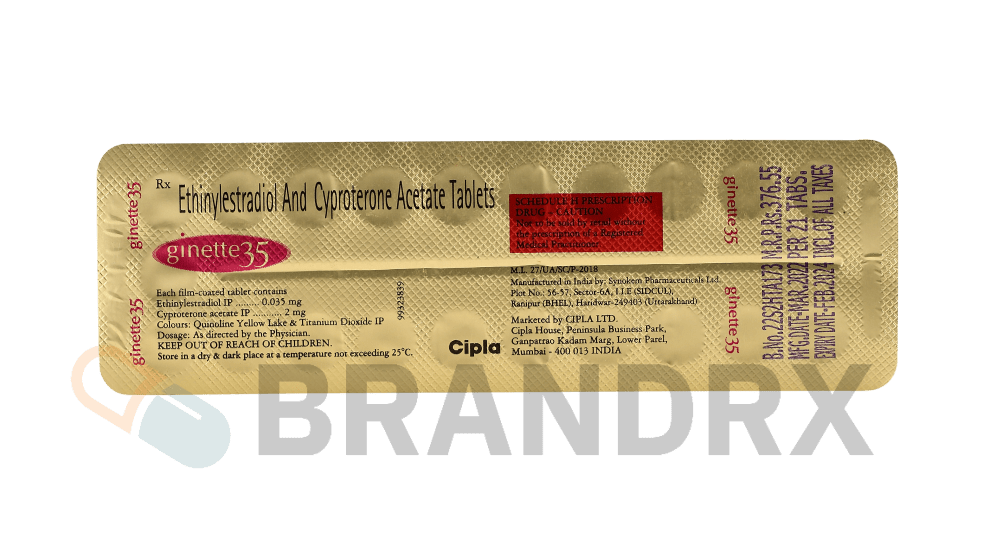 ginette35
Rx Ethinylestradiol And Cyproterone Acetate Tablets
ginette35
ginette35
Each film-coated tablet contains
Ethinylestradiol IP ........ 0.035 mg
Cyproterone acetate IP ........... 2 mg
Colours: Quinoline Yellow Lake & Titanium Dioxide IP
Dosage: As directed by the Physician.
KEEP OUT OF REACH OF CHILDREN.
Store in a dry & dark place at a temperature not exceeding 25°C.
99323839
SCHEDULE H PRESCRIPTION
DRUG - CAUTION
Not to be sold by retail without
the prescription of a Registered
Medical Practitioner.
M.L. 27/UA/SC/P-2018
Manufactured in India by: Synokem Pharmaceuticals Ltd.
Plot No.: 56-57, Sector-6A, I.I.E (SIDCUL),
Ranipur (BHEL), Haridwar-249403 (Uttarakhand)
Marketed by CIPLA LTD.
Cipla House, Peninsula Business Park,
Ganpatrao Kadam Marg, Lower Parel,
Mumbai - 400 013 INDIA
Cipla
ginette35
ginette35
B.No.22S2HTA173 M.R.P.Rs.376.55
MFG.DATE-MAR.2022 PER 21 TABS.
EXPIRY DATE-FEB.2024 INCL.OF ALL TAXES
BRANDRX